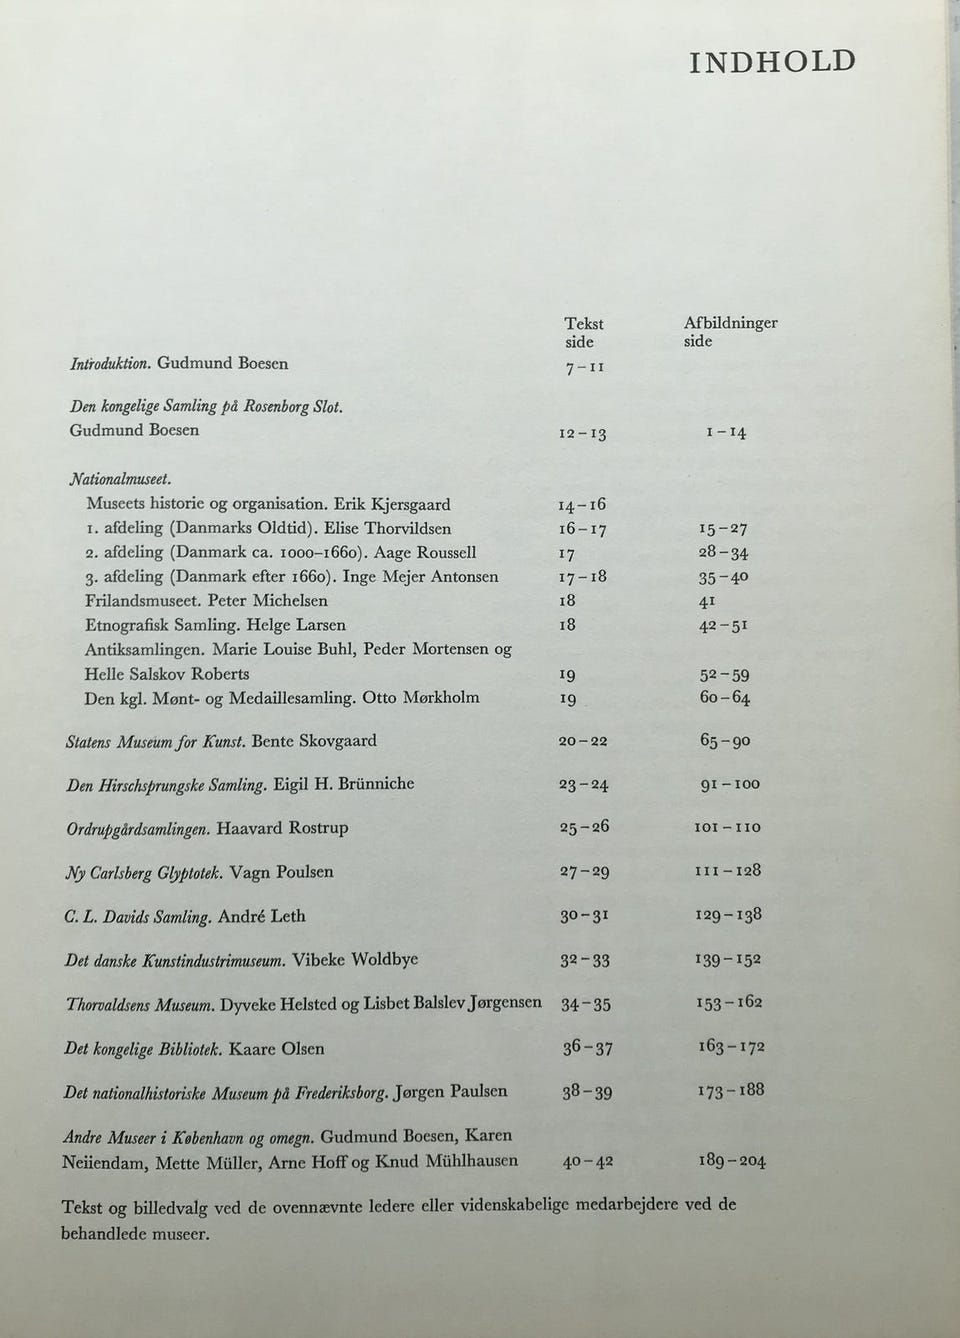 INDHOLD
Tekst Afbildninger
side side
Introduktion. Gudmund Boesen 7–11
Den kongelige Samling på Rosenborg Slot.
Gudmund Boesen 12–13 1–14
Nationalmuseet.
Museets historie og organisation. Erik Kjersgaard 14–16
1. afdeling (Danmarks Oldtid). Elise Thorvildsen 16–17 15–27
2. afdeling (Danmark ca. 1000–1660). Aage Roussell 17 28–34
3. afdeling (Danmark efter 1660). Inge Mejer Antonsen 17–18 35–40
Frilandsmuseet. Peter Michelsen 18 41
Etnografisk Samling. Helge Larsen 18 42–51
Antiksamlingen. Marie Louise Buhl, Peder Mortensen og
Helle Salskov Roberts 19 52–59
Den kgl. Mønt- og Medaillesamling. Otto Mørkholm 19 60–64
Statens Museum for Kunst. Bente Skovgaard 20–22 65–90
Den Hirschsprungske Samling. Eigil H. Brünniche 23–24 91–100
Ordrupgårdsamlingen. Haavard Rostrup 25–26 101–110
Ny Carlsberg Glyptotek. Vagn Poulsen 27–29 111–128
C. L. Davids Samling. André Leth 30–31 129–138
Det danske Kunstindustrimuseum. Vibeke Woldbye 32–33 139–152
Thorvaldsens Museum. Dyveke Helsted og Lisbet Balslev Jørgensen 34–35 153–162
Det kongelige Bibliotek. Kaare Olsen 36–37 163–172
Det nationalhistoriske Museum på Frederiksborg. Jørgen Paulsen 38–39 173–188
Andre Museer i København og omegn. Gudmund Boesen, Karen
Neiiendam, Mette Müller, Arne Hoff og Knud Mühlhausen 40–42 189–204
Tekst og billedvalg ved de ovennævnte ledere eller videnskabelige medarbejdere ved de
behandlede museer.